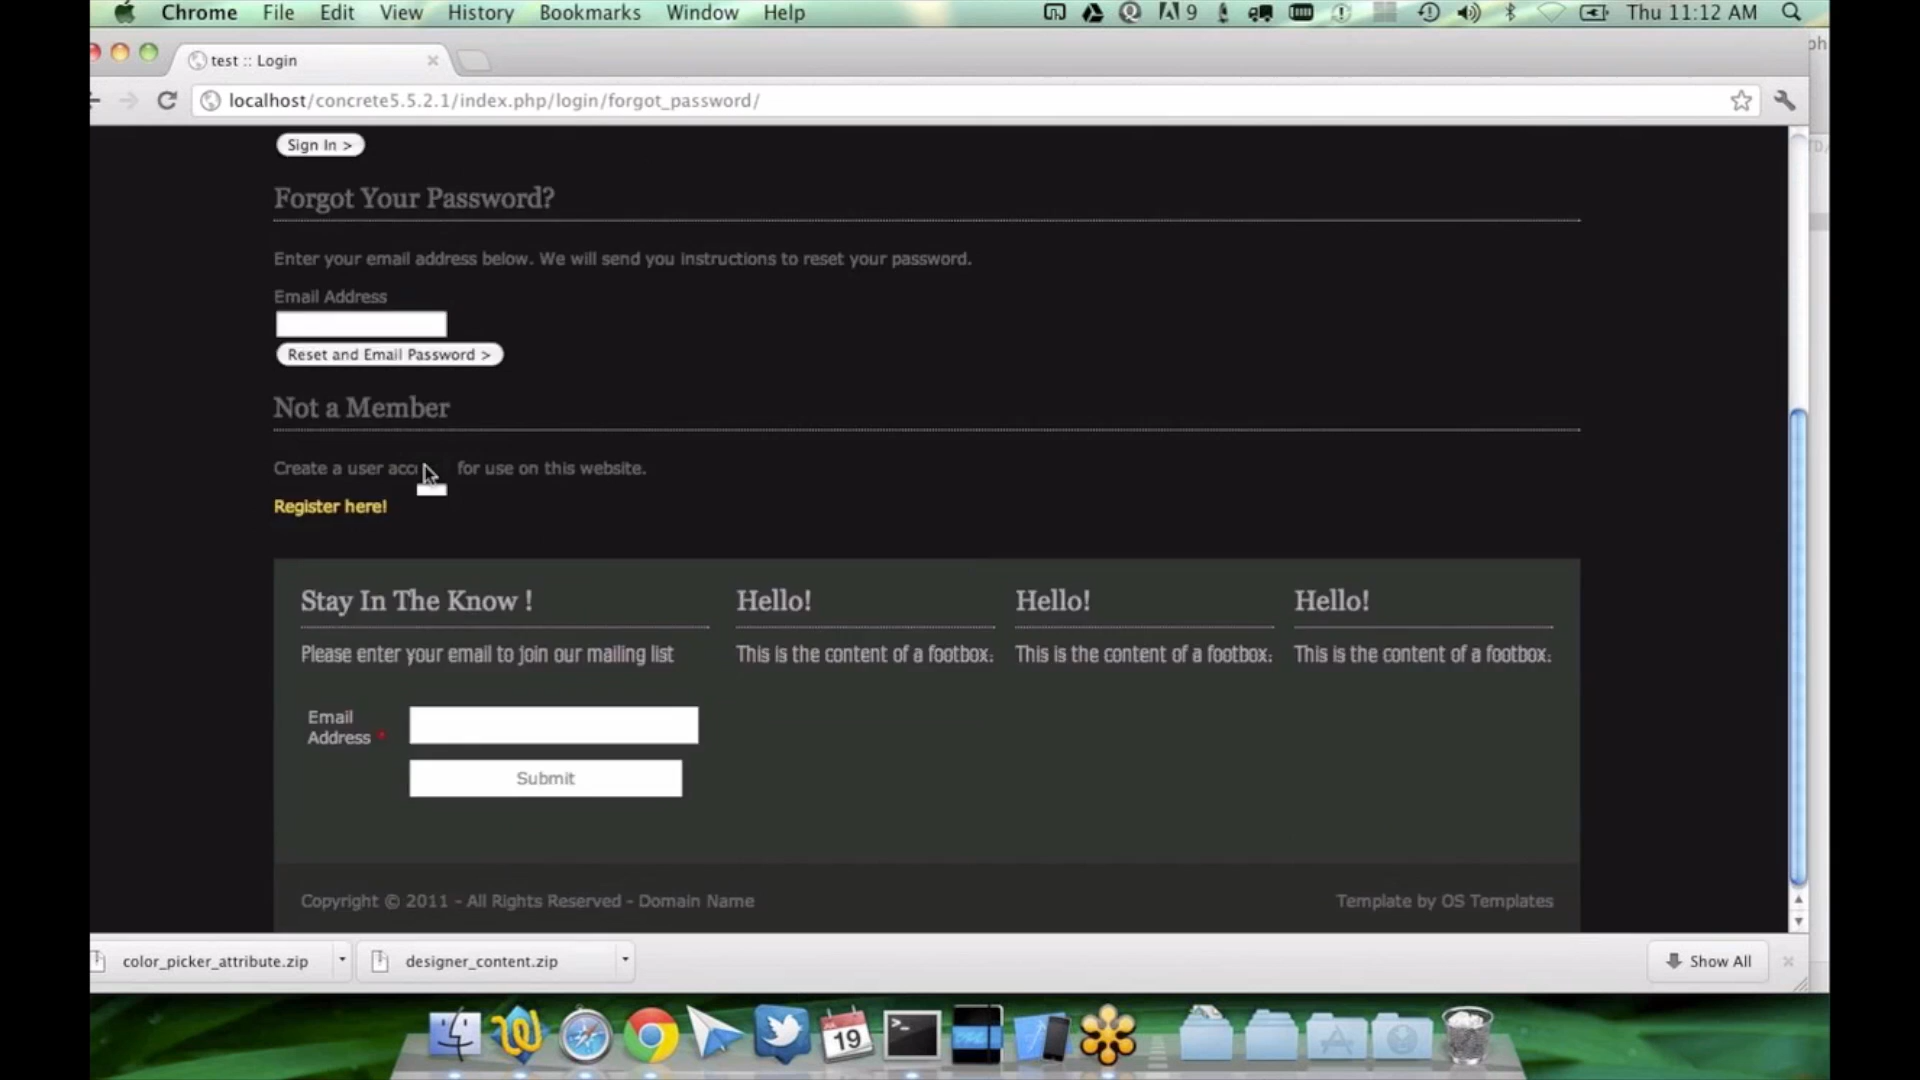 Chrome File Edit View History Bookmarks Window Help 9 Thu 11:12 AM
test :: Login
localhost/concrete5.5.2.1/index.php/login/forgot_password/
Sign In >
Forgot Your Password?
Enter your email address below. We will send you instructions to reset your password.
Email Address
Reset and Email Password >
Not a Member
Create a user for use on this website.
Register here!
Stay In The Know ! Hello! Hello! Hello!
Please enter your email to join our mailing list This is the content of a footbox. This is the content of a footbox. This is the content of a footbox.
Email
Address *
Submit
Copyright © 2011 - All Rights Reserved - Domain Name Template by OS Templates
color_picker_attribute.zip designer_content.zip Show All
19